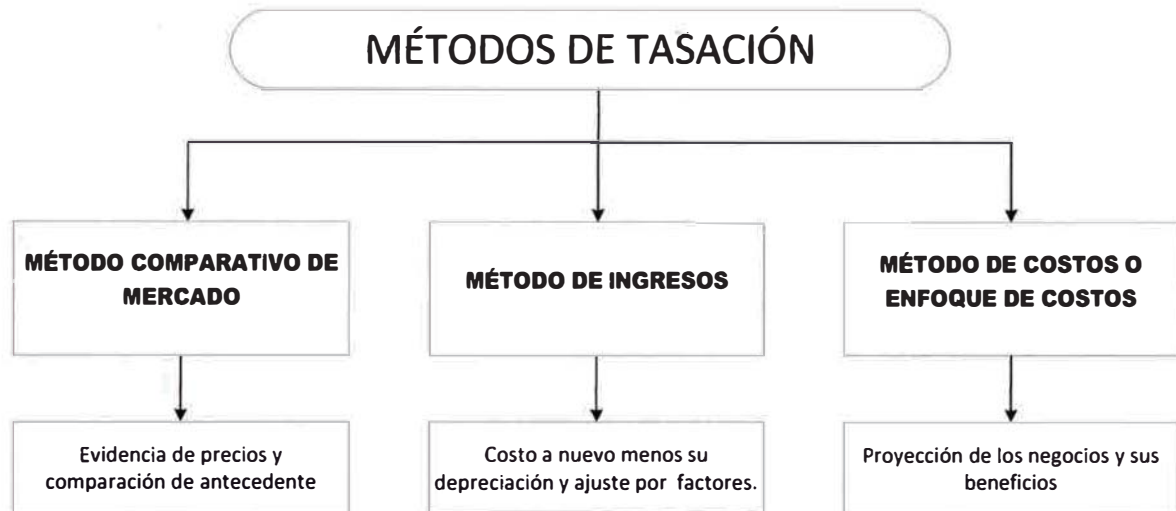 MÉTODOS DE TASACIÓN
MÉTODO COMPARATIVO DE
MERCADO
MÉTODO DE INGRESOS
MÉTODO DE COSTOS O
ENFOQUE DE COSTOS
Evidencia de precios y
comparación de antecedente
Costo a nuevo menos su
depreciación y ajuste por factores.
Proyección de los negocios y sus
beneficios